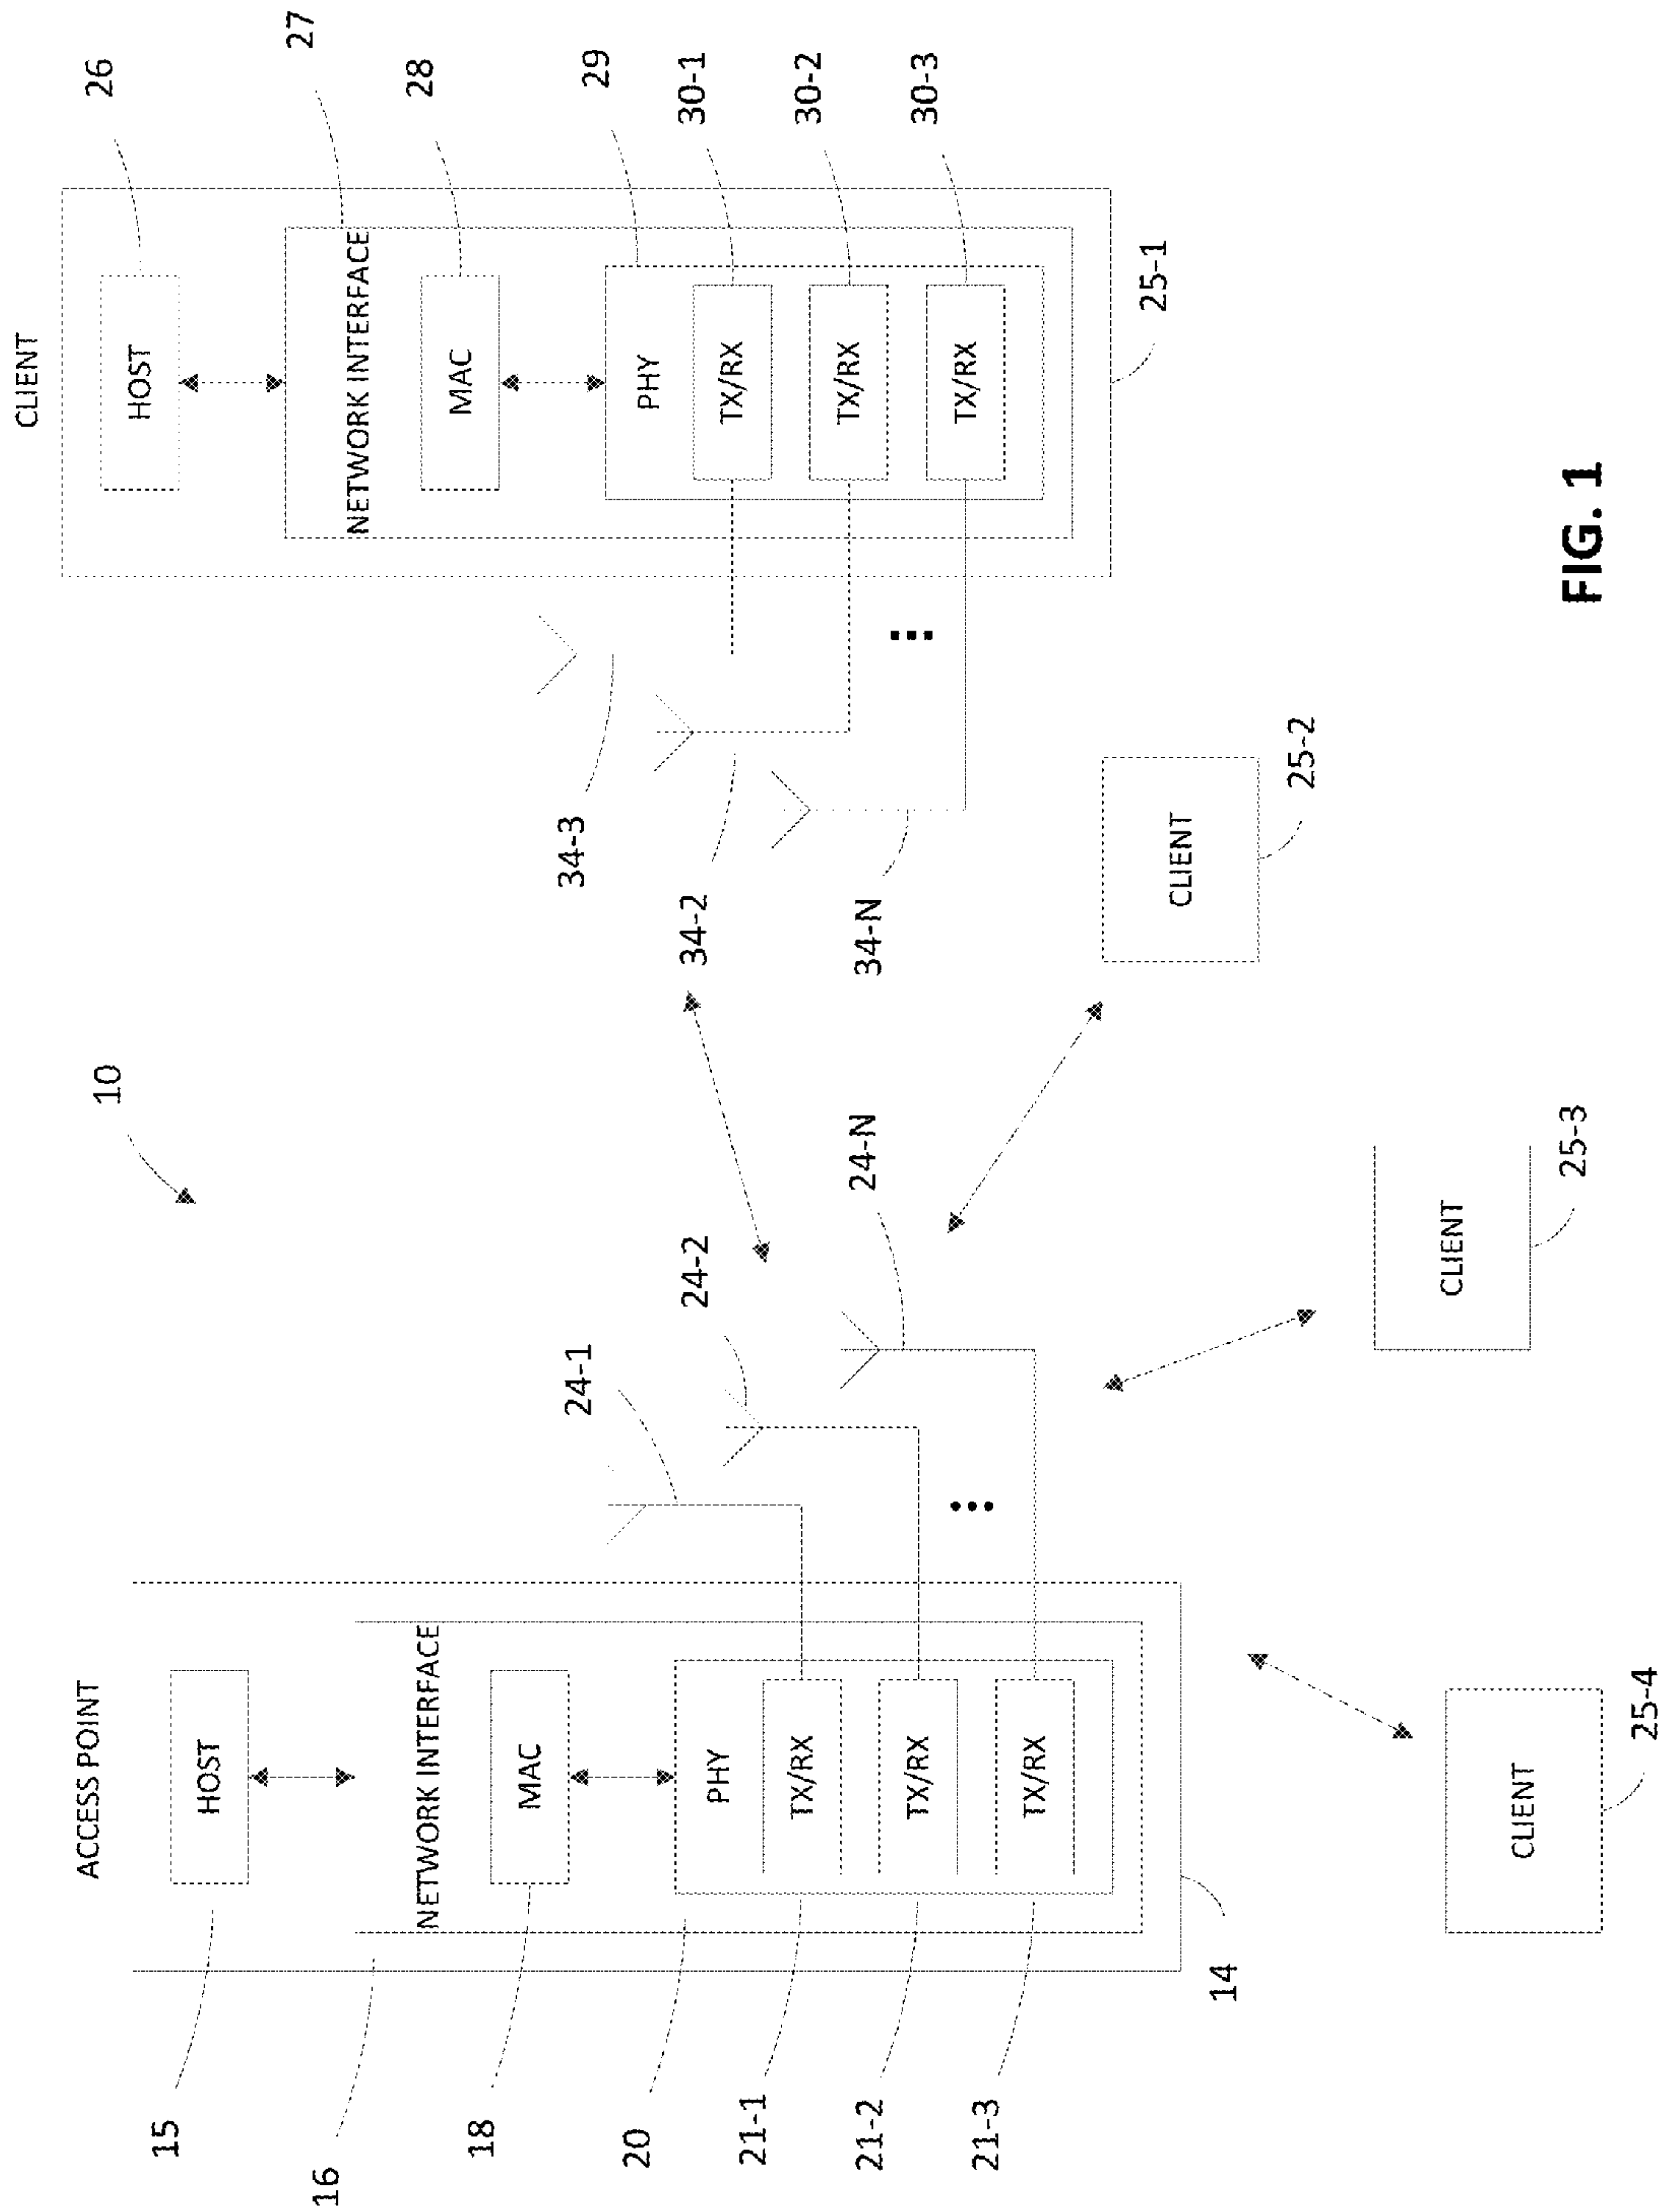 10
ACCESS POINT
HOST
NETWORK INTERFACE
MAC
PHY
TX/RX
TX/RX
TX/RX
15
16
18
20
21-1
21-2
21-3
14
24-1
24-2
24-N
CLIENT
HOST
NETWORK INTERFACE
MAC
PHY
TX/RX
TX/RX
TX/RX
26
27
28
29
30-1
30-2
30-3
25-1
34-3
34-2
34-N
CLIENT
25-2
CLIENT
25-3
CLIENT
25-4
FIG. 1